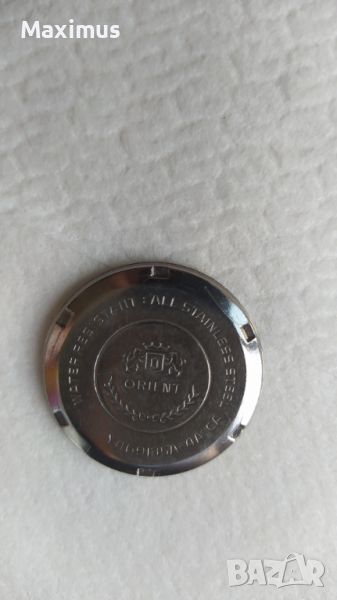 Maximus
WATER RESISTANT : ALL STAINLESS STEEL
ORIENT
BAZAR